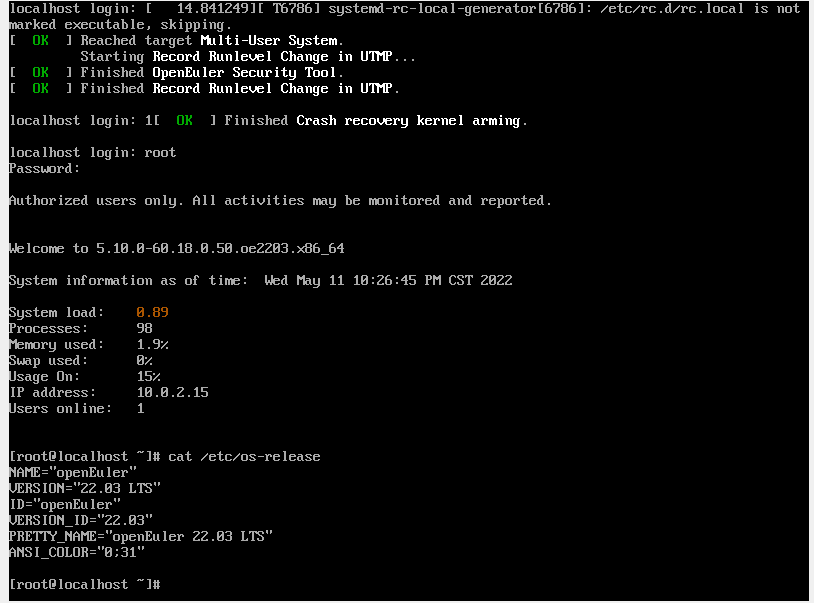 localhost login: [   14.841249][ T6786] systemd-rc-local-generator[6786]: /etc/rc.d/rc.local is not
marked executable, skipping.
[  OK  ] Reached target Multi-User System.
         Starting Record Runlevel Change in UTMP...
[  OK  ] Finished OpenEuler Security Tool.
[  OK  ] Finished Record Runlevel Change in UTMP.
localhost login: 1[  OK  ] Finished Crash recovery kernel arming.
localhost login: root
Password:
Authorized users only. All activities may be monitored and reported.
Welcome to 5.10.0-60.18.0.50.oe2203.x86_64
System information as of time:  Wed May 11 10:26:45 PM CST 2022
System load:    0.89
Processes:      98
Memory used:    1.9%
Swap used:      0%
Usage On:       15%
IP address:     10.0.2.15
Users online:   1
[root@localhost ~]# cat /etc/os-release
NAME="openEuler"
VERSION="22.03 LTS"
ID="openEuler"
VERSION_ID="22.03"
PRETTY_NAME="openEuler 22.03 LTS"
ANSI_COLOR="0;31"
[root@localhost ~]#